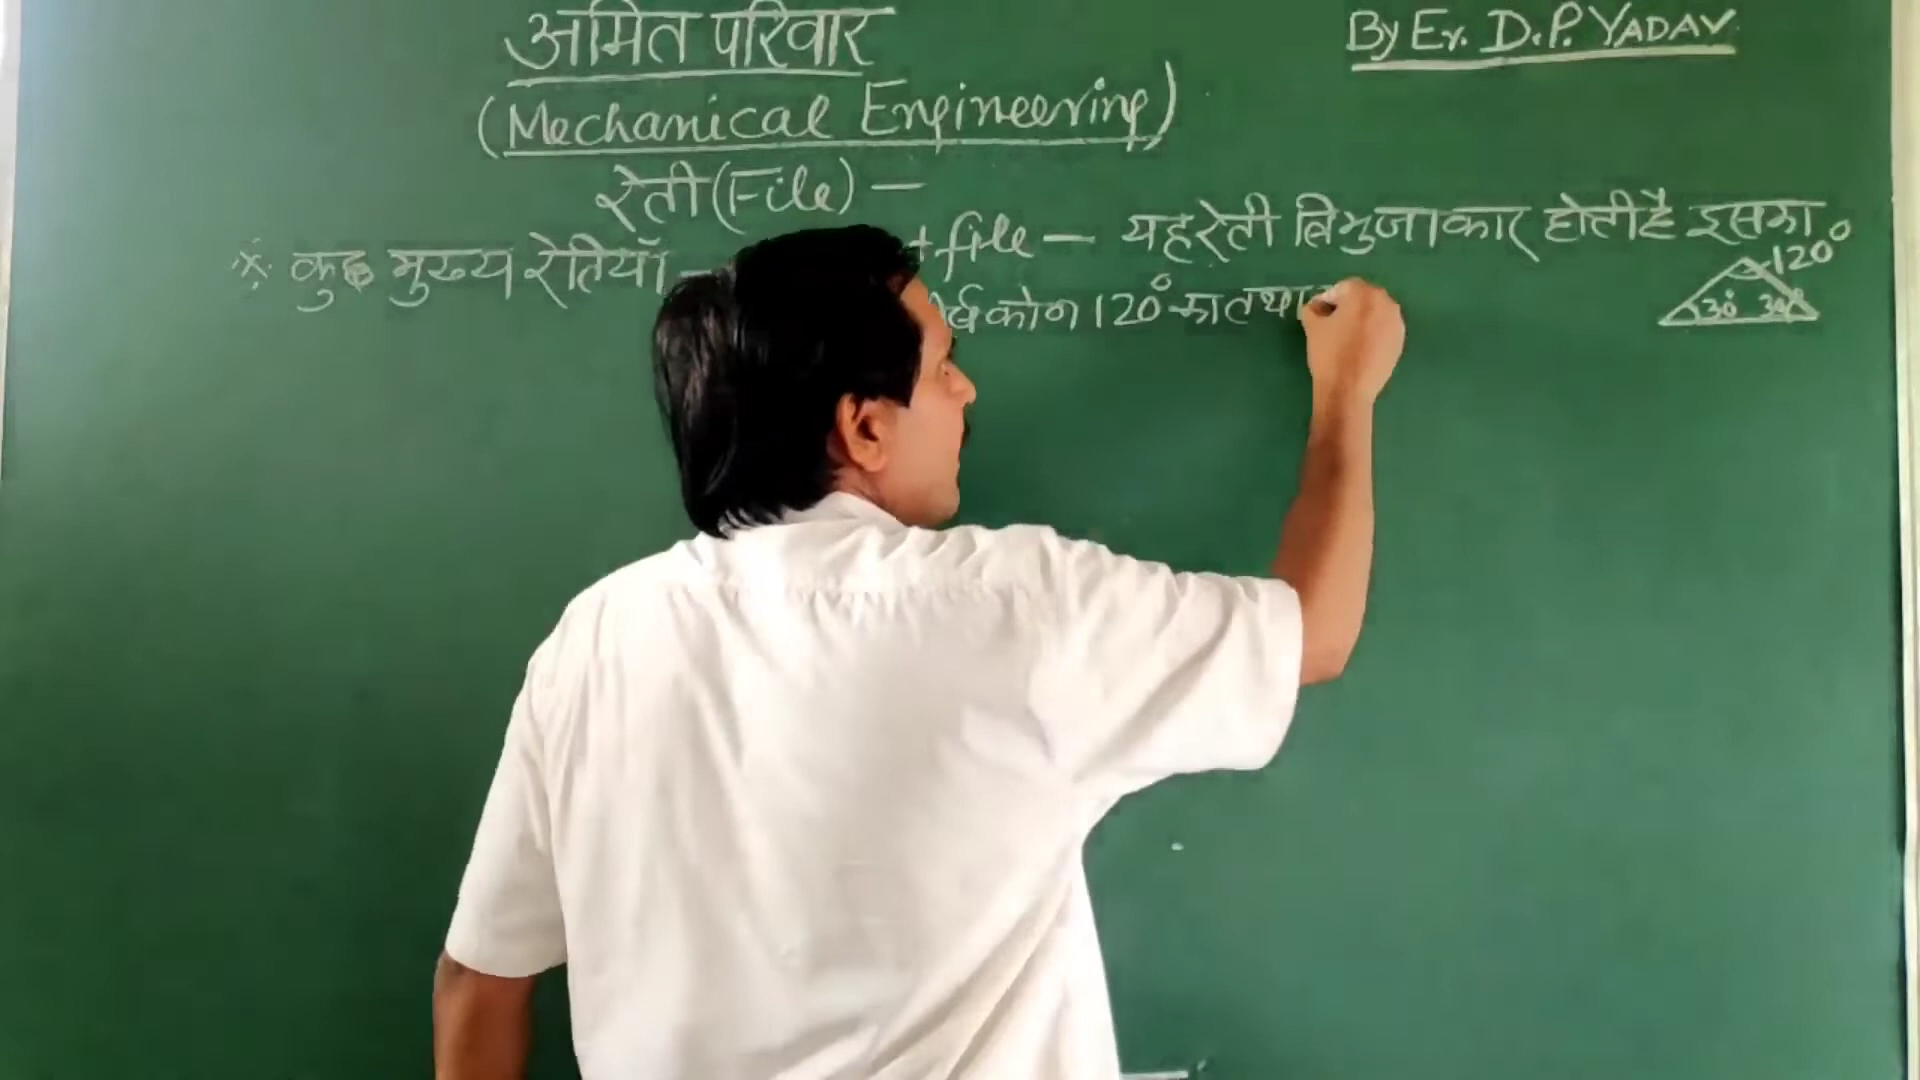 अमित परिवार
By Er. D.P. YADAV
(Mechanical Engineering)
रेती (File) —
* कुछ मुख्य रेतियाँ —
file — यह रेती त्रिभुजाकार होती है इसका
कोण 120° का तथा
120°
30° 30°